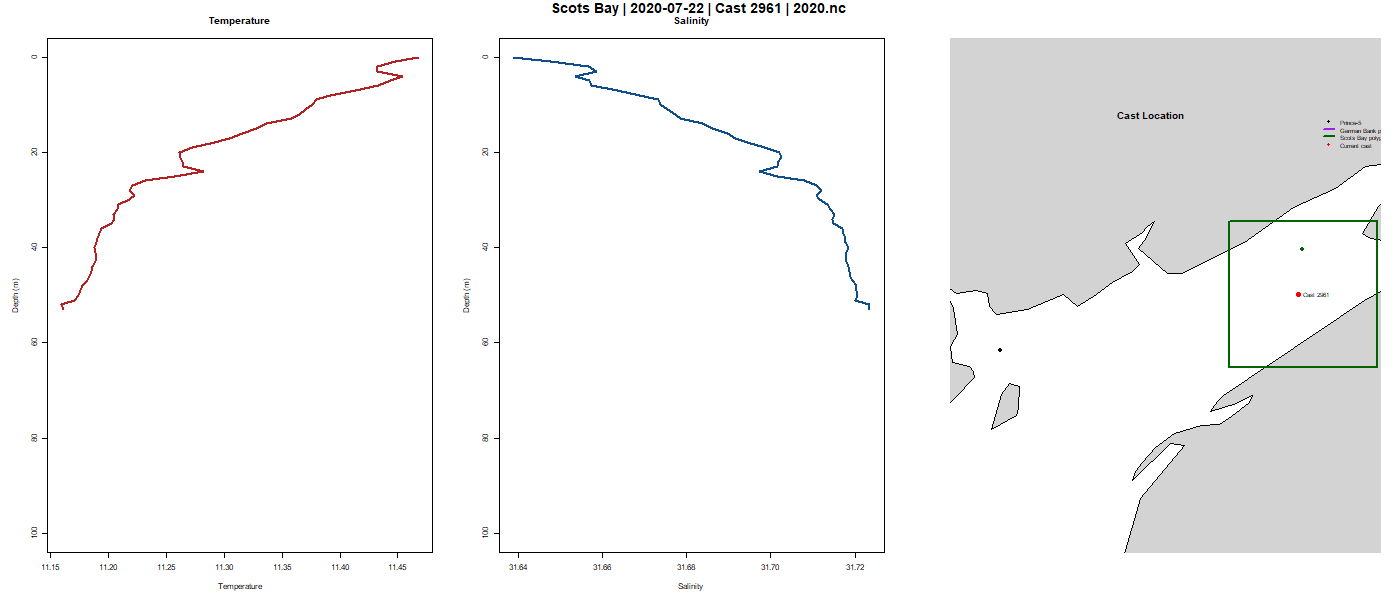 Scots Bay | 2020-07-22 | Cast 2961 | 2020.nc
Temperature
0
20
40
60
80
100
Depth (m)
11.15 11.20 11.25 11.30 11.35 11.40 11.45
Temperature
Salinity
0
20
40
60
80
100
Depth (m)
31.64 31.66 31.68 31.70 31.72
Salinity
Cast Location
Prince-5
German Bank p
Scots Bay polyg
Current cast
Cast 2961